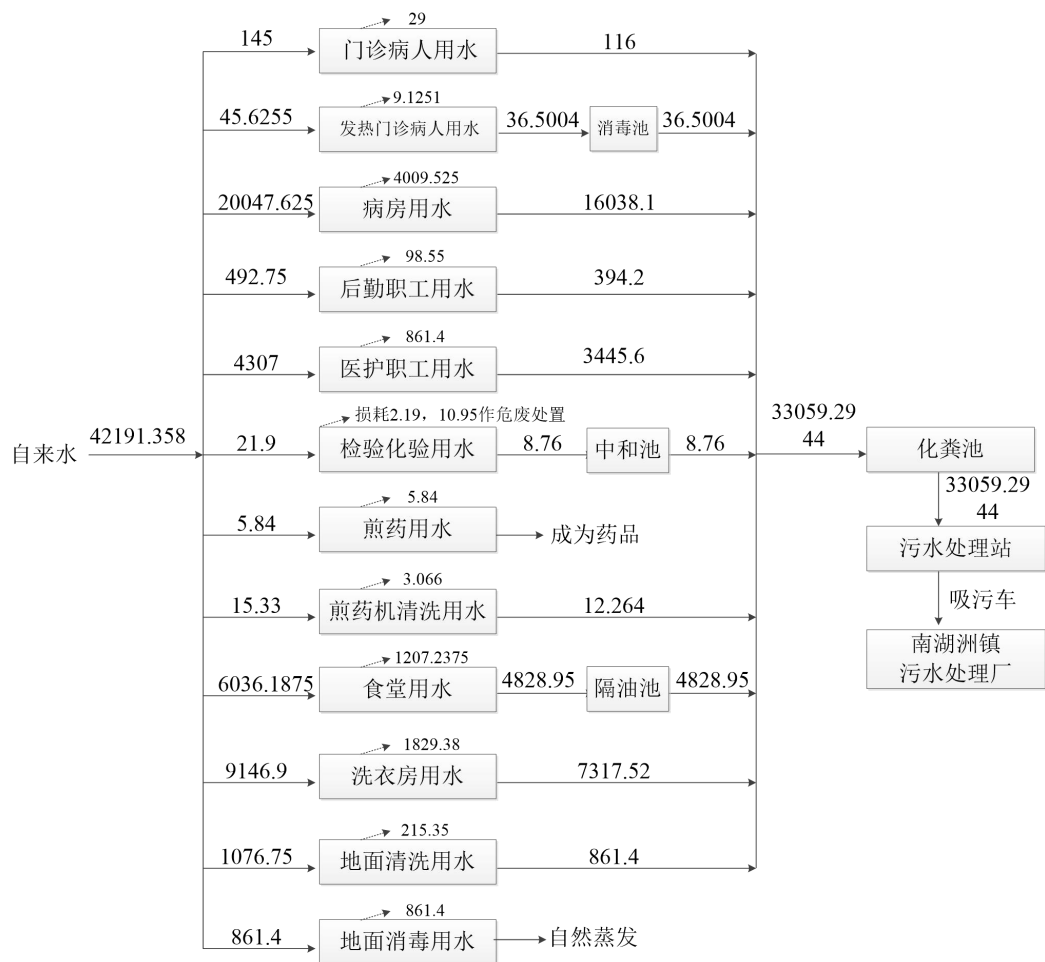 29
145
门诊病人用水
116
9.1251
45.6255
发热门诊病人用水
36.5004
消毒池
36.5004
4009.525
20047.625
病房用水
16038.1
98.55
492.75
后勤职工用水
394.2
861.4
4307
医护职工用水
3445.6
自来水
42191.358
损耗2.19，10.95作危废处置
21.9
检验化验用水
8.76
中和池
8.76
33059.29
44
化粪池
33059.29
44
污水处理站
吸污车
南湖洲镇
污水处理厂
5.84
5.84
煎药用水
成为药品
3.066
15.33
煎药机清洗用水
12.264
1207.2375
6036.1875
食堂用水
4828.95
隔油池
4828.95
1829.38
9146.9
洗衣房用水
7317.52
215.35
1076.75
地面清洗用水
861.4
861.4
861.4
地面消毒用水
自然蒸发